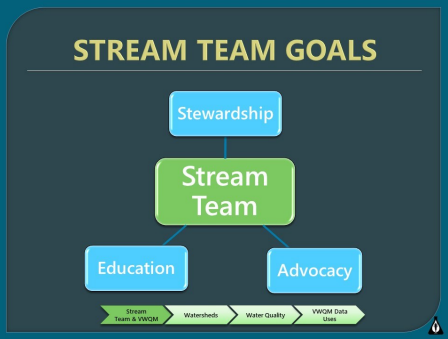 STREAM TEAM GOALS
Stewardship
Stream
Team
Education
Advocacy
Stream
Team & VWQM
Watersheds
Water Quality
VWQM Data
Uses